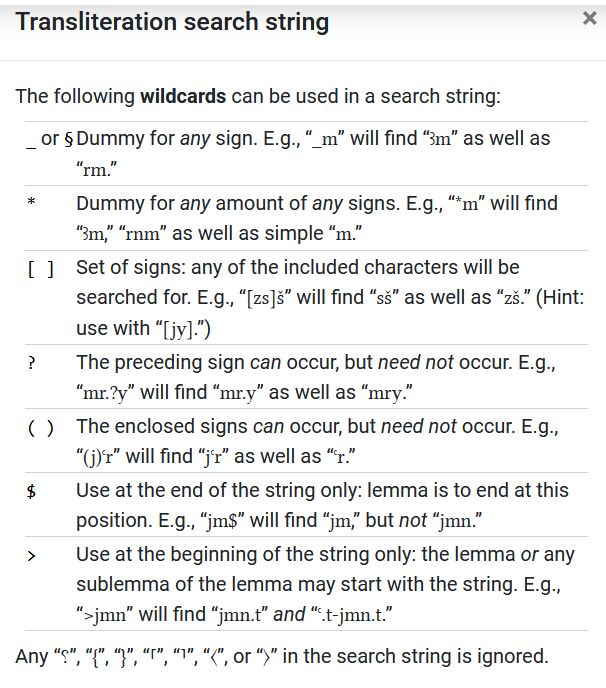 Transliteration search string ×
The following wildcards can be used in a search string:
_ or § Dummy for any sign. E.g., “_m” will find “ꜣm” as well as
“rm.”
* Dummy for any amount of any signs. E.g., “*m” will find
“ꜣm,” “rnm” as well as simple “m.”
[ ] Set of signs: any of the included characters will be
searched for. E.g., “[zs]š” will find “sš” as well as “zš.” (Hint:
use with “[jy].”)
? The preceding sign can occur, but need not occur. E.g.,
“mr.?y” will find “mr.y” as well as “mry.”
( ) The enclosed signs can occur, but need not occur. E.g.,
“(j)ꜥr” will find “jꜥr” as well as “ꜥr.”
$ Use at the end of the string only: lemma is to end at this
position. E.g., “jm$” will find “jm,” but not “jmn.”
> Use at the beginning of the string only: the lemma or any
sublemma of the lemma may start with the string. E.g.,
“>jmn” will find “jmn.t” and “ꜥ.t-jmn.t.”
Any “⸮”, “{”, “}”, “⸢”, “⸣”, “〈”, or “〉” in the search string is ignored.